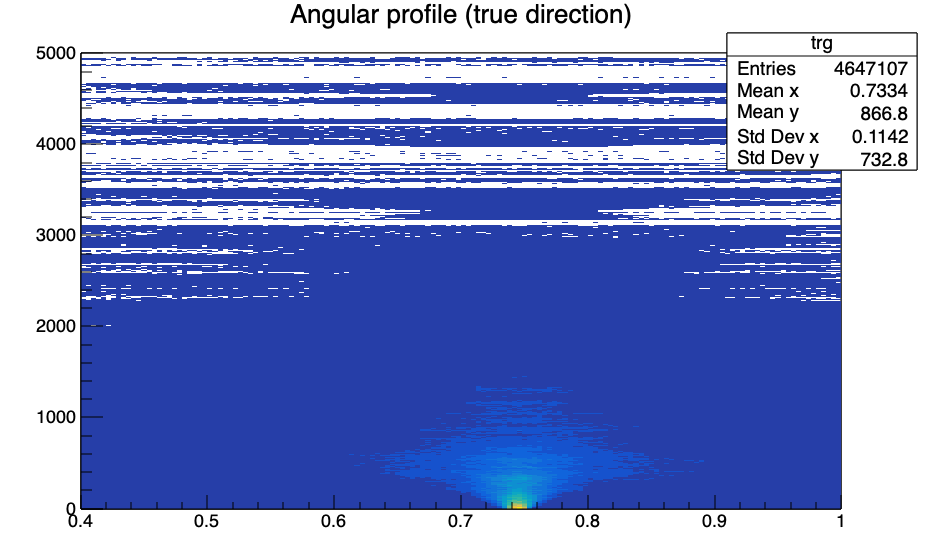 Angular profile (true direction)
trg
Entries 4647107
Mean x 0.7334
Mean y 866.8
Std Dev x 0.1142
Std Dev y 732.8
5000
4000
3000
2000
1000
0
0.4 0.5 0.6 0.7 0.8 0.9 1